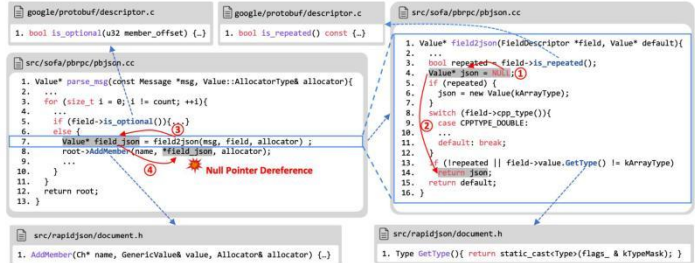 google/protobuf/descriptor.c
1. bool is_optional(u32 member_offset) {…}
google/protobuf/descriptor.c
1. bool is_repeated() const {…}
src/sofa/pbrpc/pbjson.cc
1. Value* parse_msg(const Message *msg, Value::AllocatorType& allocator){
2. ...
3. for (size_t i = 0; i != count; ++i){
4. ...
5. if (field->is_optional()){…}
6. else { ③
7. Value* field_json = field2json(msg, field, allocator) ;
8. root->AddMember(name, *field_json, allocator);
9. ... ④
10. } Null Pointer Dereference
11. }
12. return root;
13. }
src/sofa/pbrpc/pbjson.cc
1. Value* field2json(FieldDescriptor *field, Value* default){
2. ...
3. bool repeated = field->is_repeated();
4. Value* json = NULL; ①
5. if (repeated) {
6. json = new Value(kArrayType);
7. }
8. switch (field->cpp_type()){
9. ② case CPPTYPE_DOUBLE:
10. ...
11. default: break;
12. }
13. if (!repeated || field->value.GetType() != kArrayType)
14. return json;
15. return default;
16. }
src/rapidjson/document.h
1. AddMember(Ch* name, GenericValue& value, Allocator& allocator) {…}
src/rapidjson/document.h
1. Type GetType(){ return static_cast<Type>(flags_ & kTypeMask); }